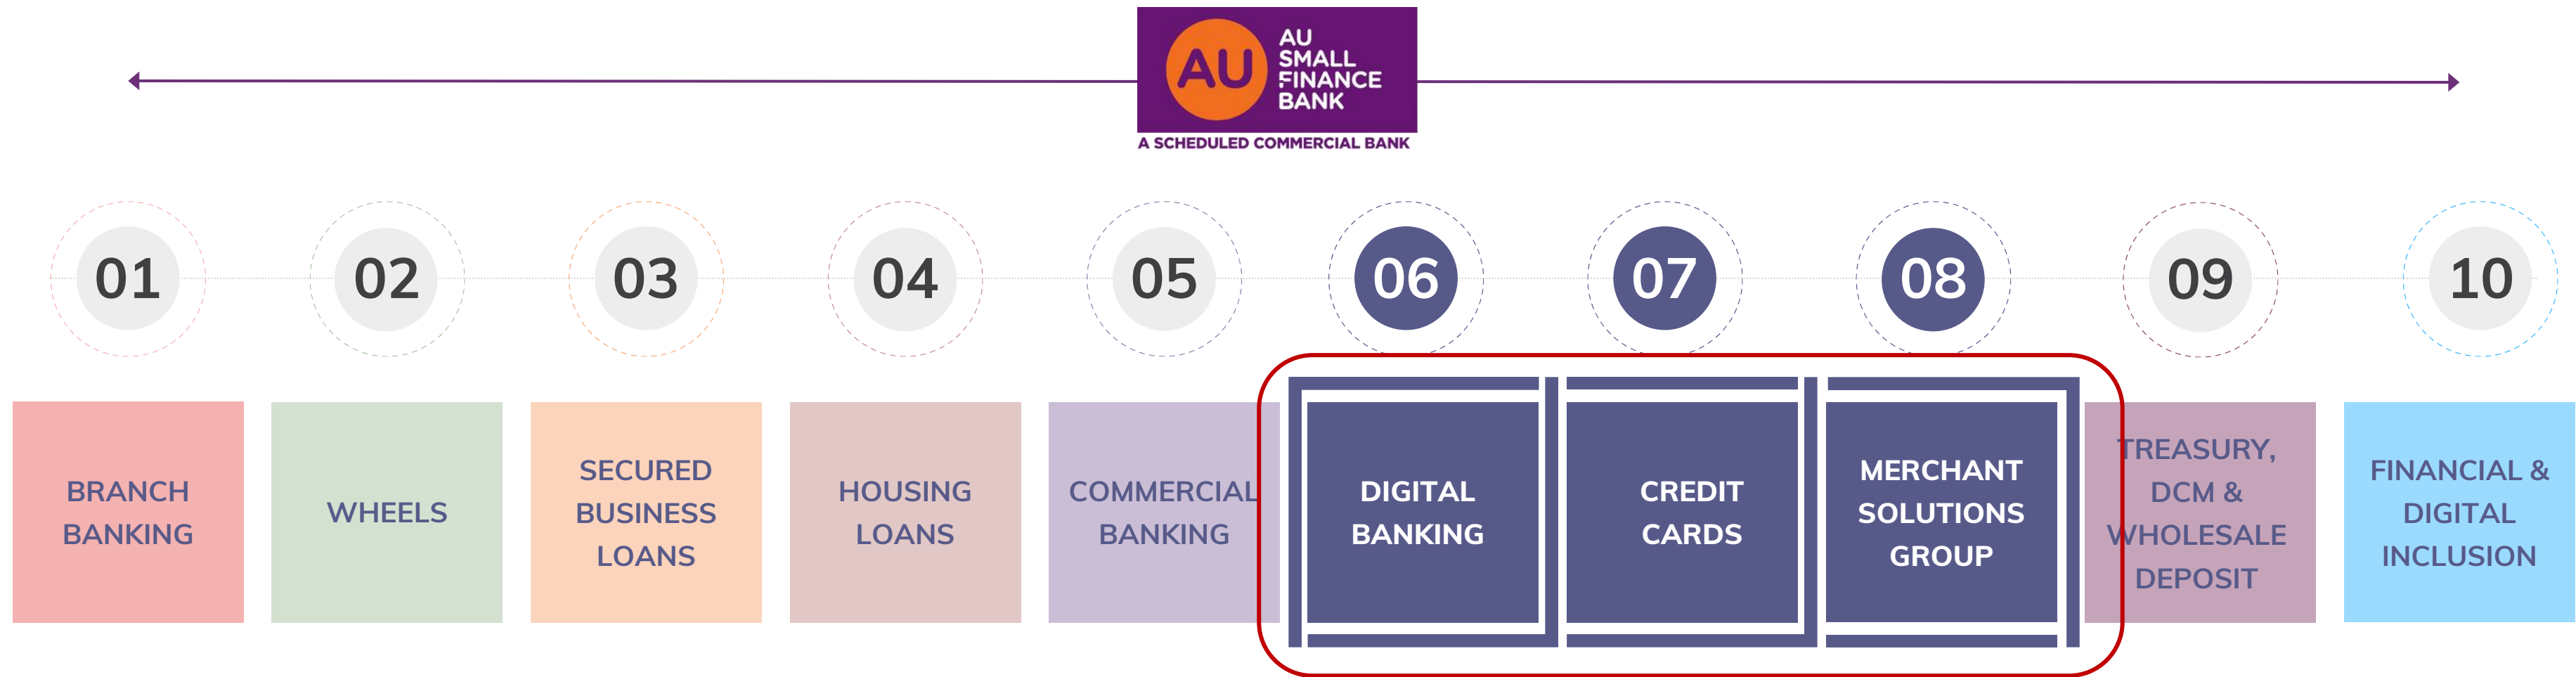 AU
AU
SMALL
FINANCE
BANK
A SCHEDULED COMMERCIAL BANK
01
02
03
04
05
06
07
08
09
10
BRANCH
BANKING
WHEELS
SECURED
BUSINESS
LOANS
HOUSING
LOANS
COMMERCIAL
BANKING
DIGITAL
BANKING
CREDIT
CARDS
MERCHANT
SOLUTIONS
GROUP
TREASURY,
DCM &
WHOLESALE
DEPOSIT
FINANCIAL &
DIGITAL
INCLUSION